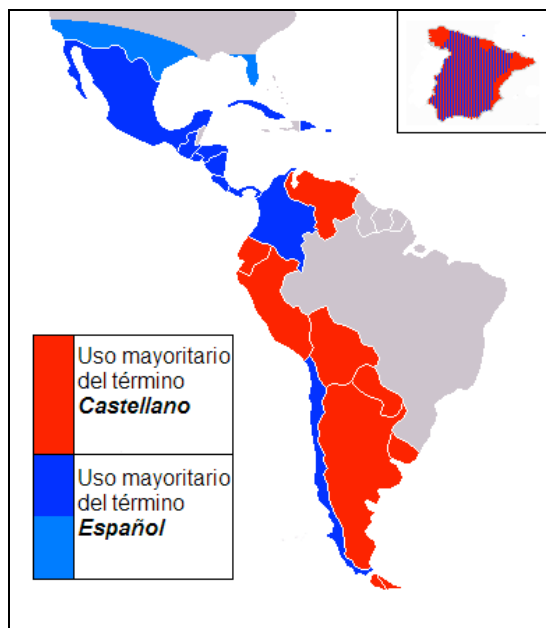 Uso mayoritario
del término
Castellano
Uso mayoritario
del término
Español